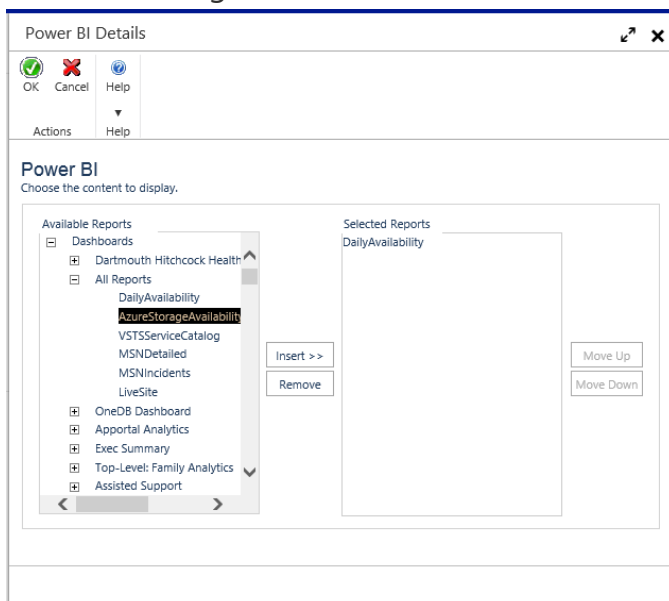 Power BI Details
OK Cancel Help
Actions Help
Power BI
Choose the content to display.
Available Reports
Dashboards
Dartmouth Hitchcock Health
All Reports
DailyAvailability
AzureStorageAvailability
VSTSServiceCatalog
MSNDetailed
MSNIncidents
LiveSite
OneDB Dashboard
Apportal Analytics
Exec Summary
Top-Level: Family Analytics
Assisted Support
Insert >>
Remove
Selected Reports
DailyAvailability
Move Up
Move Down